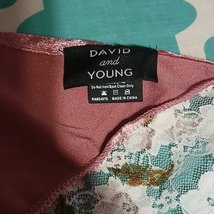 DAVID
and
YOUNG
Do Not Iron/Spot Clean Only
MADE IN CHINA